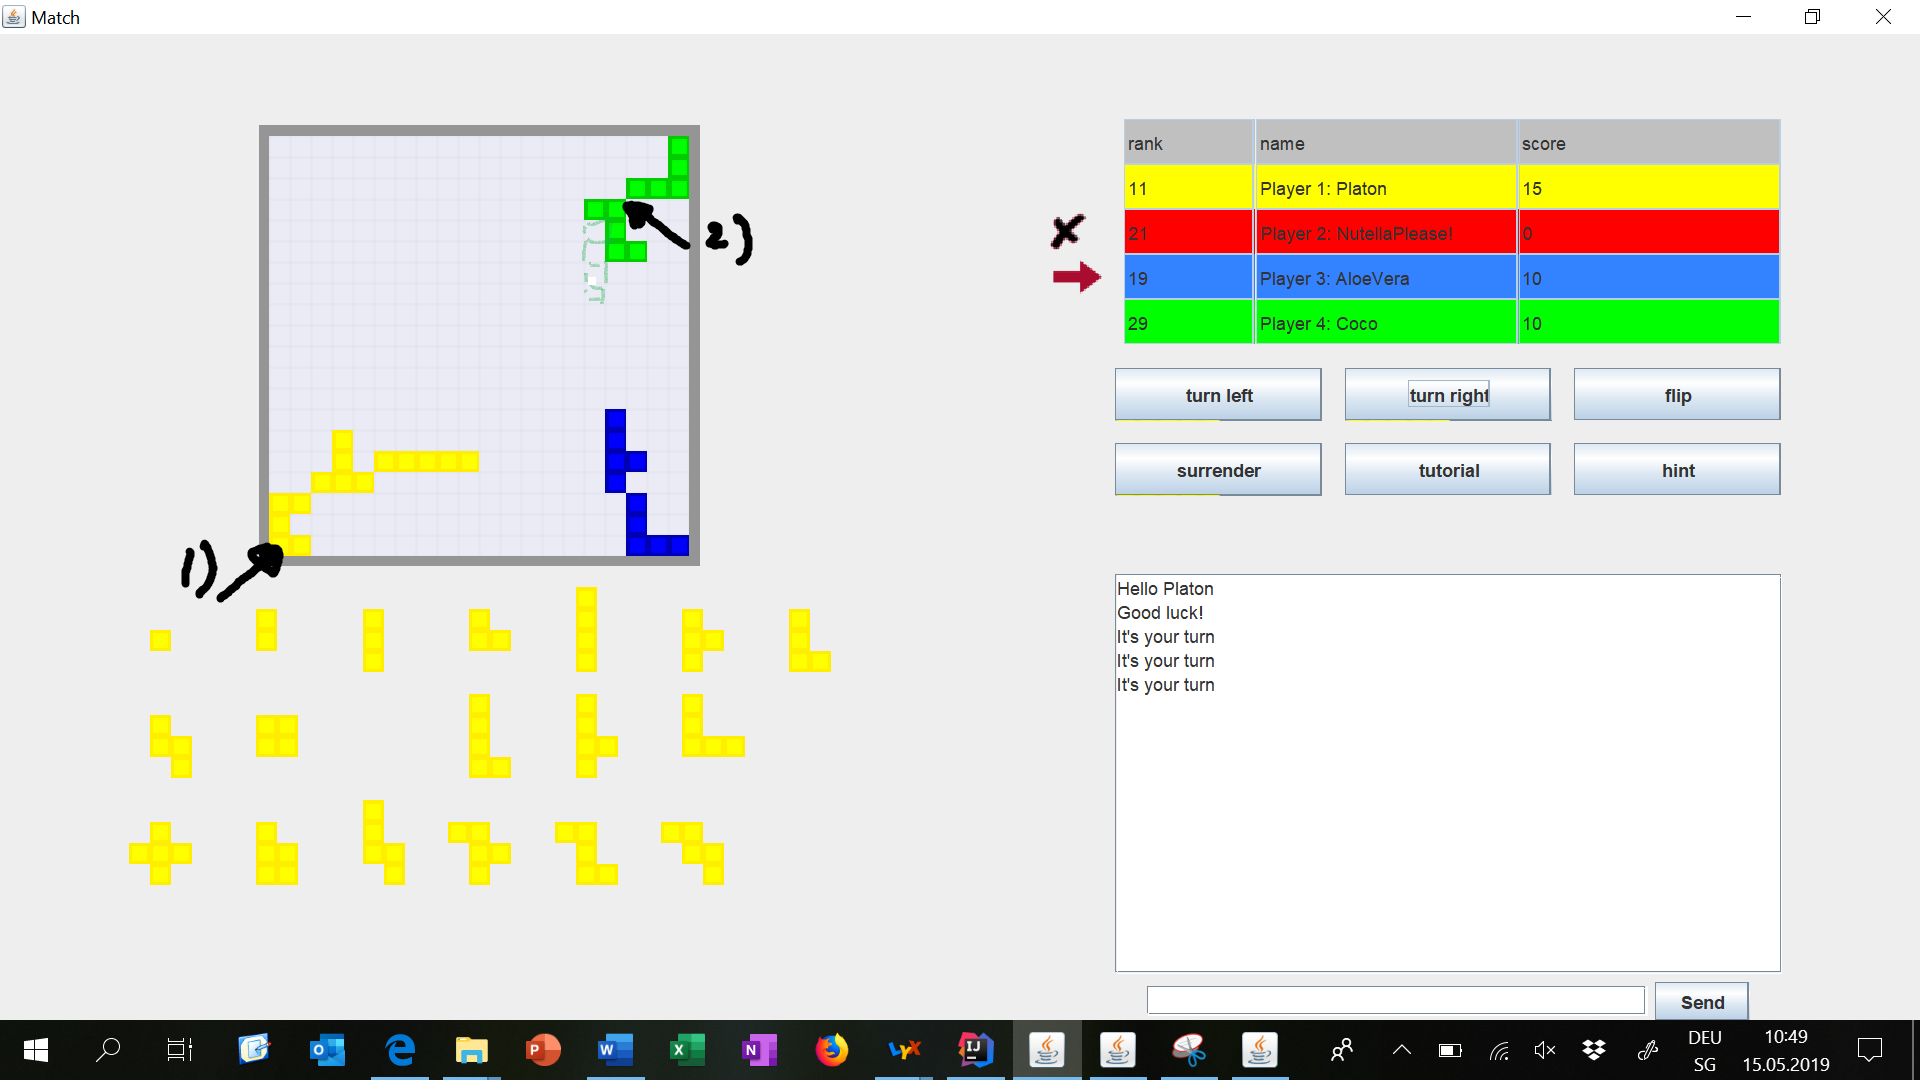 Match
rank name score
11 Player 1: Platon 15
21 Player 2: NutellaPlease! 0
19 Player 3: AloeVera 10
29 Player 4: Coco 10
2)
turn left turn right flip
surrender tutorial hint
1)
Hello Platon
Good luck!
It's your turn
It's your turn
It's your turn
Send
DEU 10:49
SG 15.05.2019